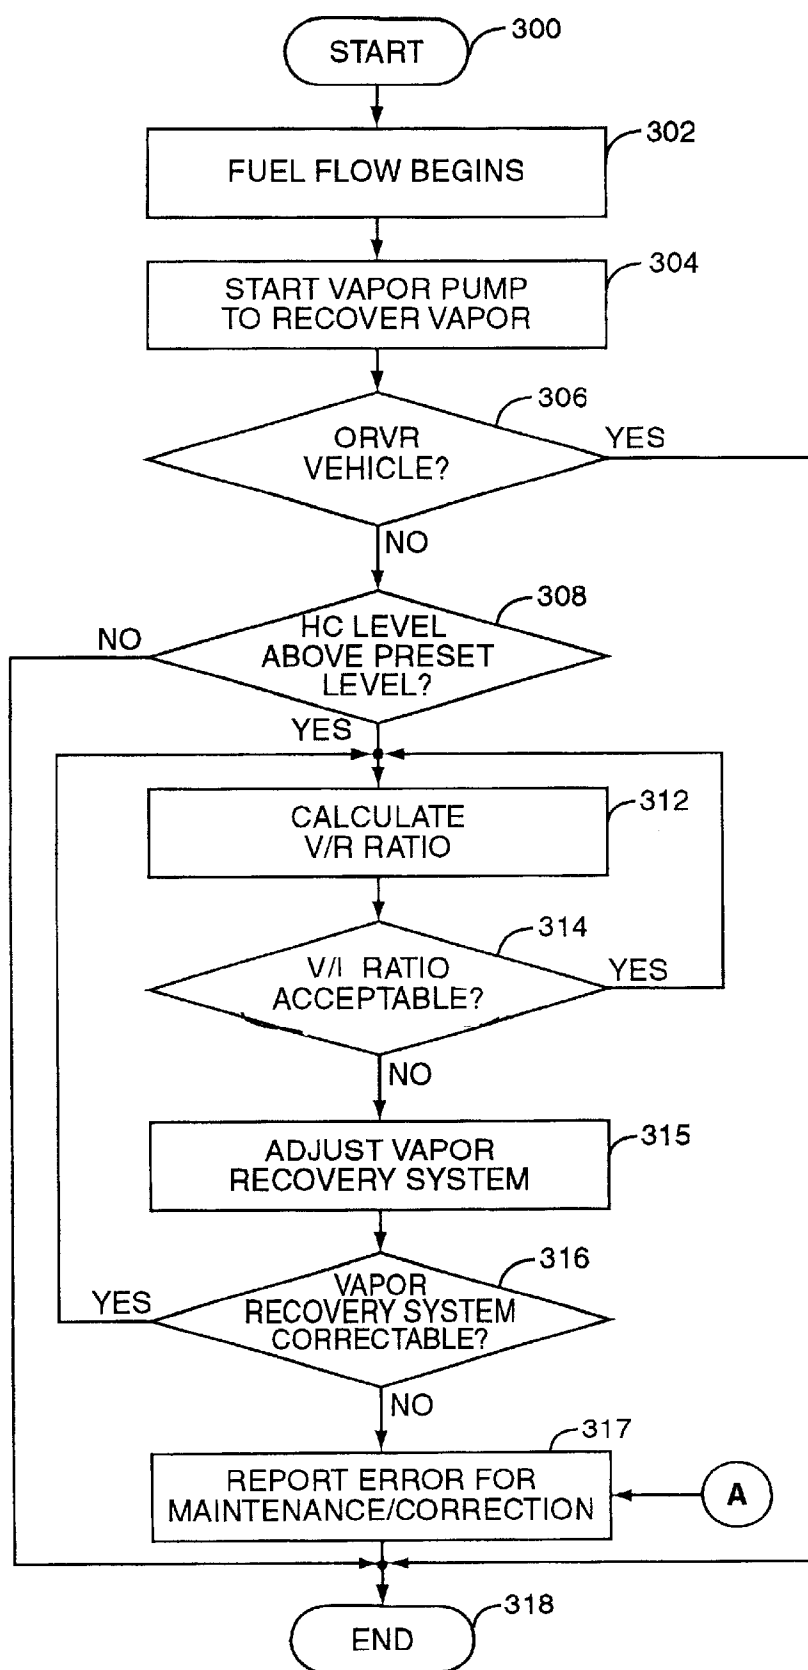 START
300
FUEL FLOW BEGINS
302
START VAPOR PUMP
TO RECOVER VAPOR
304
ORVR
VEHICLE?
306
YES
NO
HC LEVEL
ABOVE PRESET
LEVEL?
308
NO
YES
CALCULATE
V/R RATIO
312
V/L RATIO
ACCEPTABLE?
314
YES
NO
ADJUST VAPOR
RECOVERY SYSTEM
315
VAPOR
RECOVERY SYSTEM
CORRECTABLE?
316
YES
NO
REPORT ERROR FOR
MAINTENANCE/CORRECTION
317
A
END
318